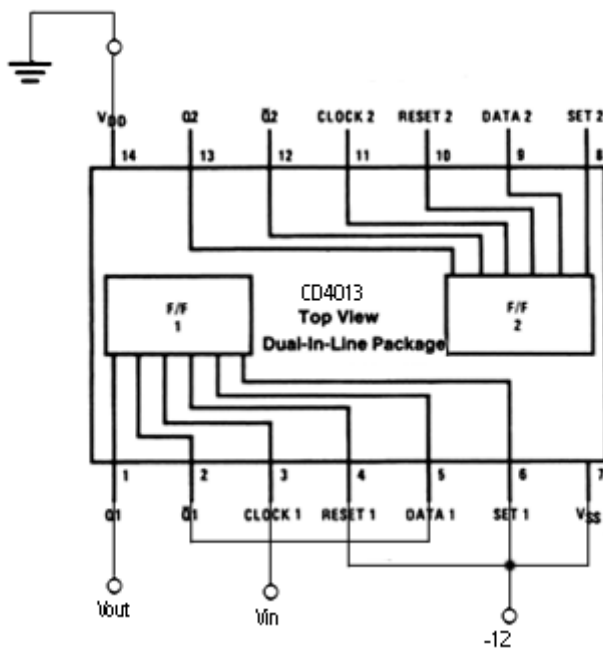 VDD Q2 Q̅2 CLOCK 2 RESET 2 DATA 2 SET 2
14 13 12 11 10 9 8
F/F
1
CD4013
Top View
Dual-In-Line Package
F/F
2
1 2 3 4 5 6 7
Q1 Q̅1 CLOCK 1 RESET 1 DATA 1 SET 1 VSS
Vout Vin -12